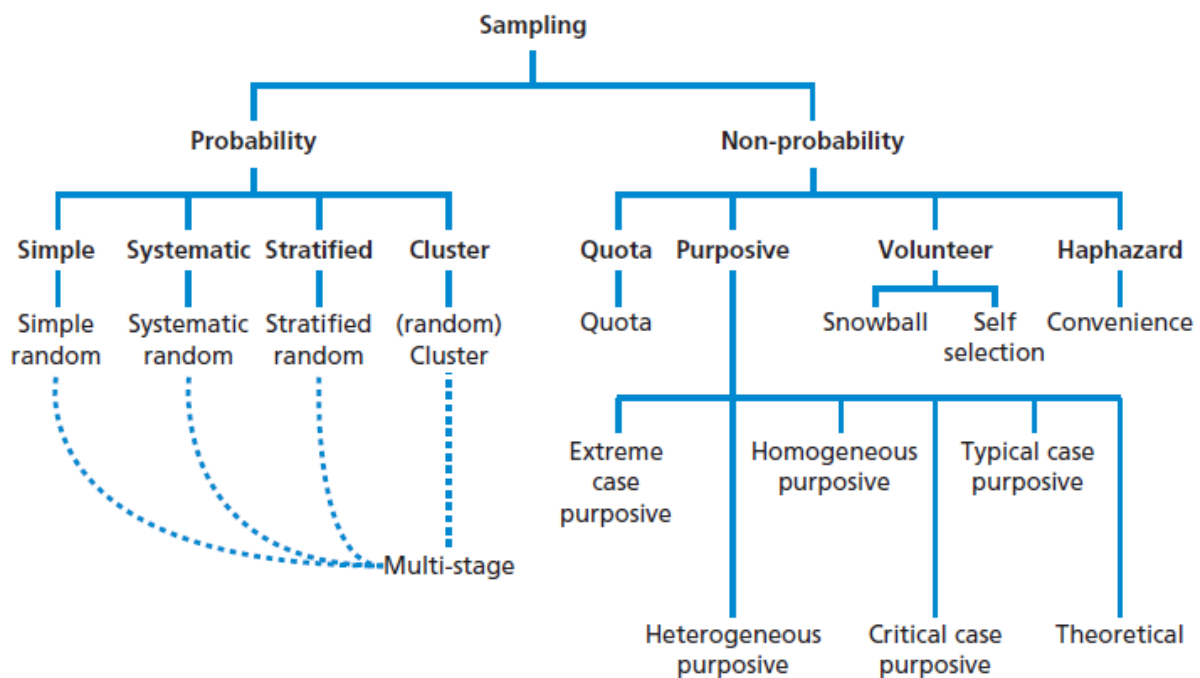 Sampling
Probability
Non-probability
Simple
Systematic
Stratified
Cluster
Quota
Purposive
Volunteer
Haphazard
Simple
random
Systematic
random
Stratified
random
(random)
Cluster
Quota
Snowball
Self
selection
Convenience
Extreme
case
purposive
Homogeneous
purposive
Typical case
purposive
Multi-stage
Heterogeneous
purposive
Critical case
purposive
Theoretical